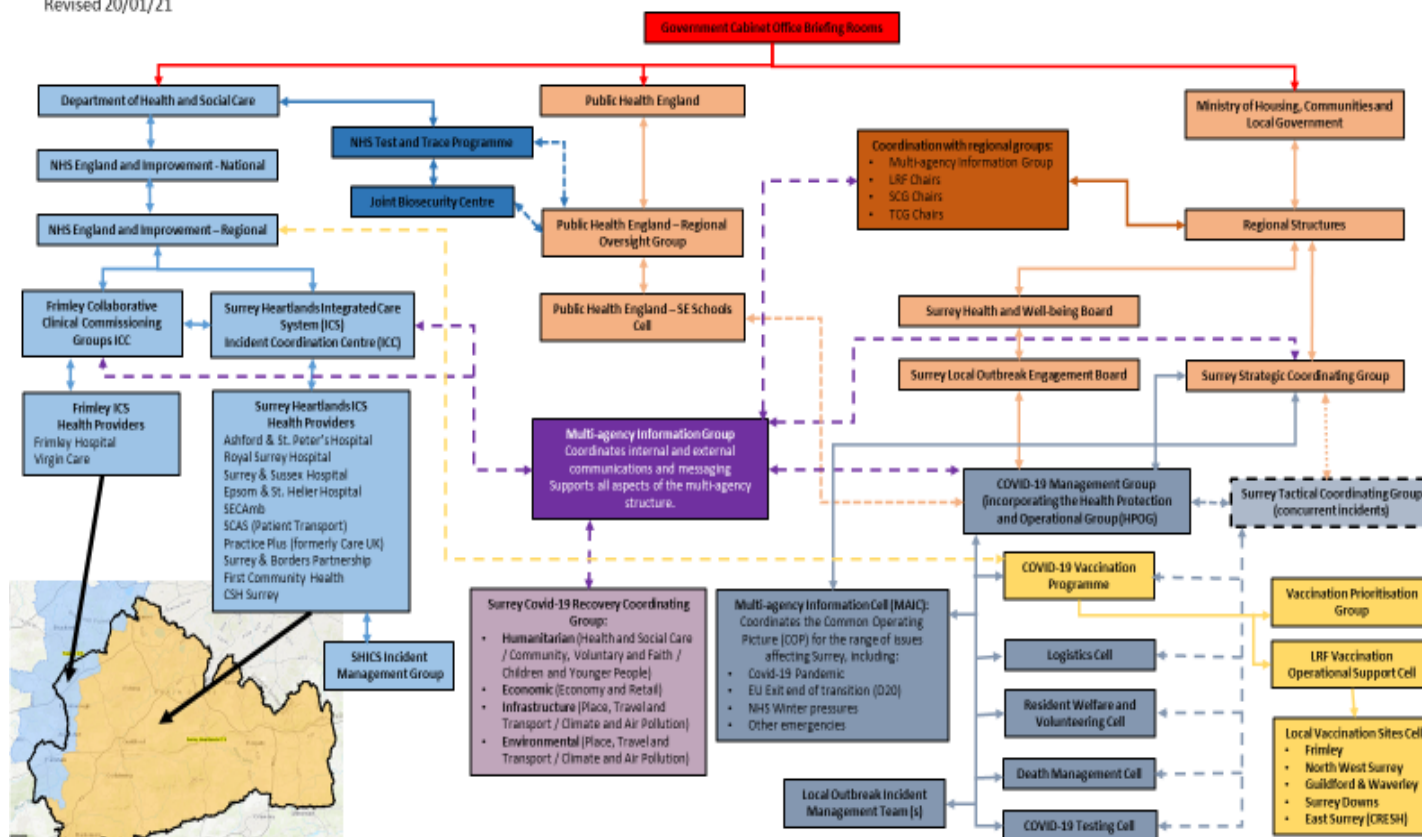 Revised 20/01/21
Government Cabinet Office Briefing Rooms
Department of Health and Social Care
Public Health England
Ministry of Housing, Communities and
Local Government
NHS Test and Trace Programme
Coordination with regional groups:
• Multi-agency Information Group
• LRF Chairs
• SCG Chairs
• TCG Chairs
NHS England and Improvement - National
Joint Biosecurity Centre
NHS England and Improvement – Regional
Public Health England – Regional
Oversight Group
Regional Structures
Frimley Collaborative
Clinical Commissioning
Groups ICC
Surrey Heartlands Integrated Care
System (ICS)
Incident Coordination Centre (ICC)
Public Health England – SE Schools
Cell
Surrey Health and Well-being Board
Surrey Local Outbreak Engagement Board
Surrey Strategic Coordinating Group
Frimley ICS
Health Providers
Frimley Hospital
Virgin Care
Surrey Heartlands ICS
Health Providers
Ashford & St. Peter's Hospital
Royal Surrey Hospital
Surrey & Sussex Hospital
Epsom & St. Helier Hospital
SECAmb
SCAS (Patient Transport)
Practice Plus (formerly Care UK)
Surrey & Borders Partnership
First Community Health
CSH Surrey
Multi-agency Information Group
Coordinates internal and external
communications and messaging
Supports all aspects of the multi-agency
structure.
COVID-19 Management Group
(incorporating the Health Protection
and Operational Group (HPOG)
Surrey Tactical Coordinating Group
(concurrent incidents)
SHICS Incident
Management Group
Surrey Covid-19 Recovery Coordinating
Group:
• Humanitarian (Health and Social Care
/ Community, Voluntary and Faith /
Children and Younger People)
• Economic (Economy and Retail)
• Infrastructure (Place, Travel and
Transport / Climate and Air Pollution)
• Environmental (Place, Travel and
Transport / Climate and Air Pollution)
Multi-agency Information Cell (MAIC):
Coordinates the Common Operating
Picture (COP) for the range of issues
affecting Surrey, including:
• Covid-19 Pandemic
• EU Exit end of transition (D20)
• NHS Winter pressures
• Other emergencies
COVID-19 Vaccination
Programme
Vaccination Prioritisation
Group
Logistics Cell
LRF Vaccination
Operational Support Cell
Resident Welfare and
Volunteering Cell
Death Management Cell
Local Vaccination Sites Cell
• Frimley
• North West Surrey
• Guildford & Waverley
• Surrey Downs
• East Surrey (CRESH)
Local Outbreak Incident
Management Team (s)
COVID-19 Testing Cell